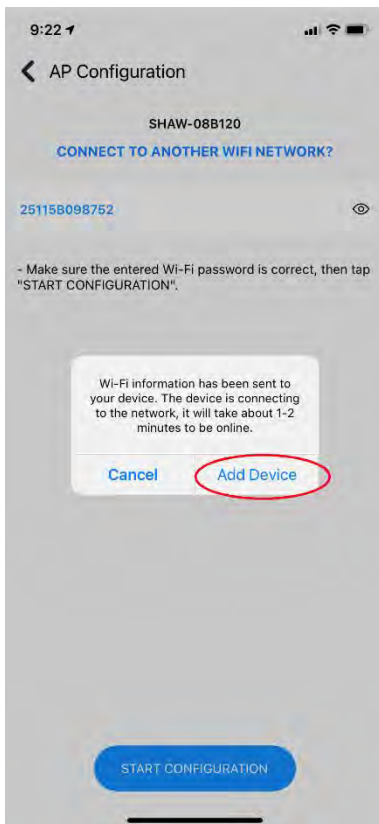 9:22
AP Configuration
SHAW-08B120
CONNECT TO ANOTHER WIFI NETWORK?
25115B098752
- Make sure the entered Wi-Fi password is correct, then tap
"START CONFIGURATION".
Wi-Fi information has been sent to
your device. The device is connecting
to the network, it will take about 1-2
minutes to be online.
Cancel Add Device
START CONFIGURATION